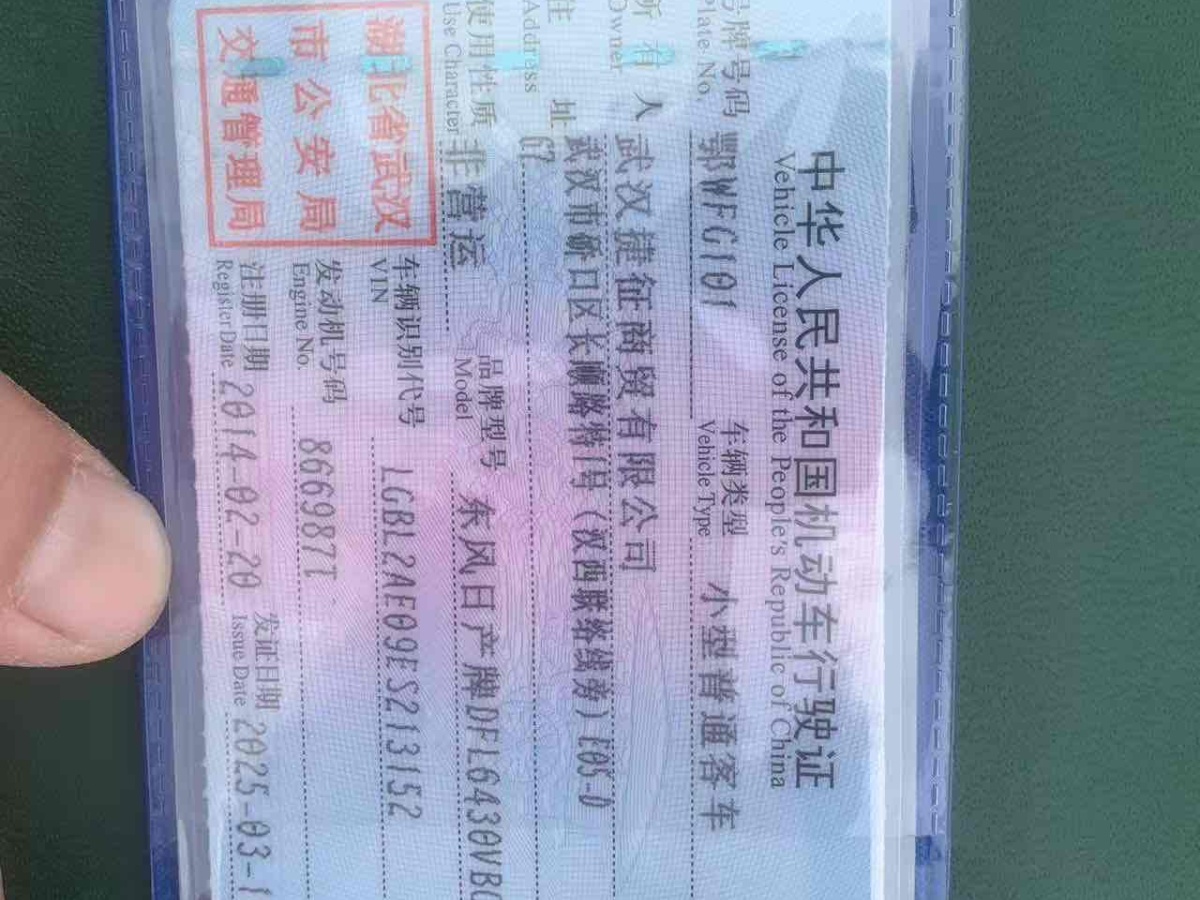 中华人民共和国机动车行驶证
Vehicle License of the People's Republic of China
号牌号码 鄂WFG101 车辆类型 小型普通客车
Plate No. Vehicle Type
所有人 武汉捷征商贸有限公司
Owner
住址 武汉市硚口区长顺路特1号(汉西联络线旁)E05-D
Address G7
使用性质 非营运 品牌型号 东风日产牌DFL6430VB
Use Character Model
湖北省武汉
市公安局
交通管理局
车辆识别代号 LGBL2AE09ES213152
VIN
发动机号码 866987T
Engine No.
注册日期 2014-02-20 发证日期 2025-03-1
RegisterDate Issue Date